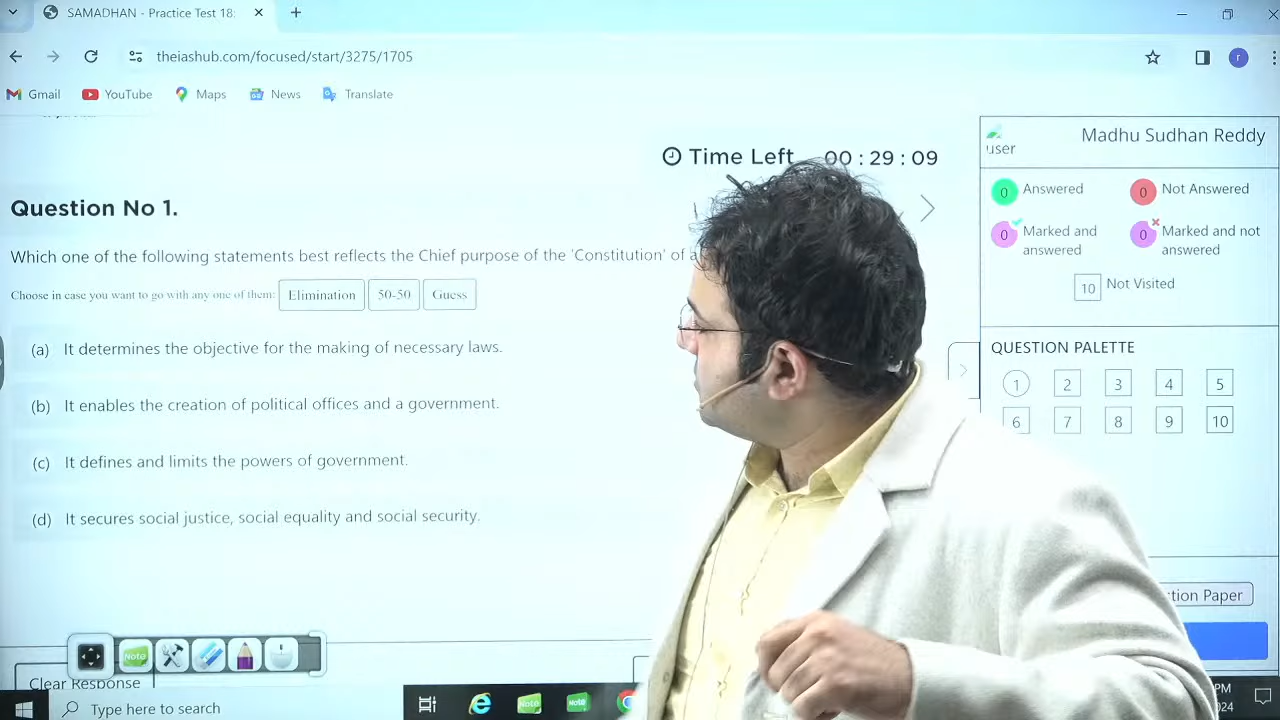 SAMADHAN - Practice Test 18:
theiashub.com/focused/start/3275/1705
r
Gmail
YouTube
Maps
News
Translate
Time Left 00 : 29 : 09
Question No 1.
Which one of the following statements best reflects the Chief purpose of the 'Constitution' of a
Choose in case you want to go with any one of them: Elimination 50-50 Guess
(a) It determines the objective for the making of necessary laws.
(b) It enables the creation of political offices and a government.
(c) It defines and limits the powers of government.
(d) It secures social justice, social equality and social security.
user
Madhu Sudhan Reddy
0 Answered
0 Not Answered
0 Marked and
answered
0 Marked and not
answered
10 Not Visited
QUESTION PALETTE
1 2 3 4 5
6 7 8 9 10
Paper
Note
Clear Response
Type here to search
Note
Note
PM